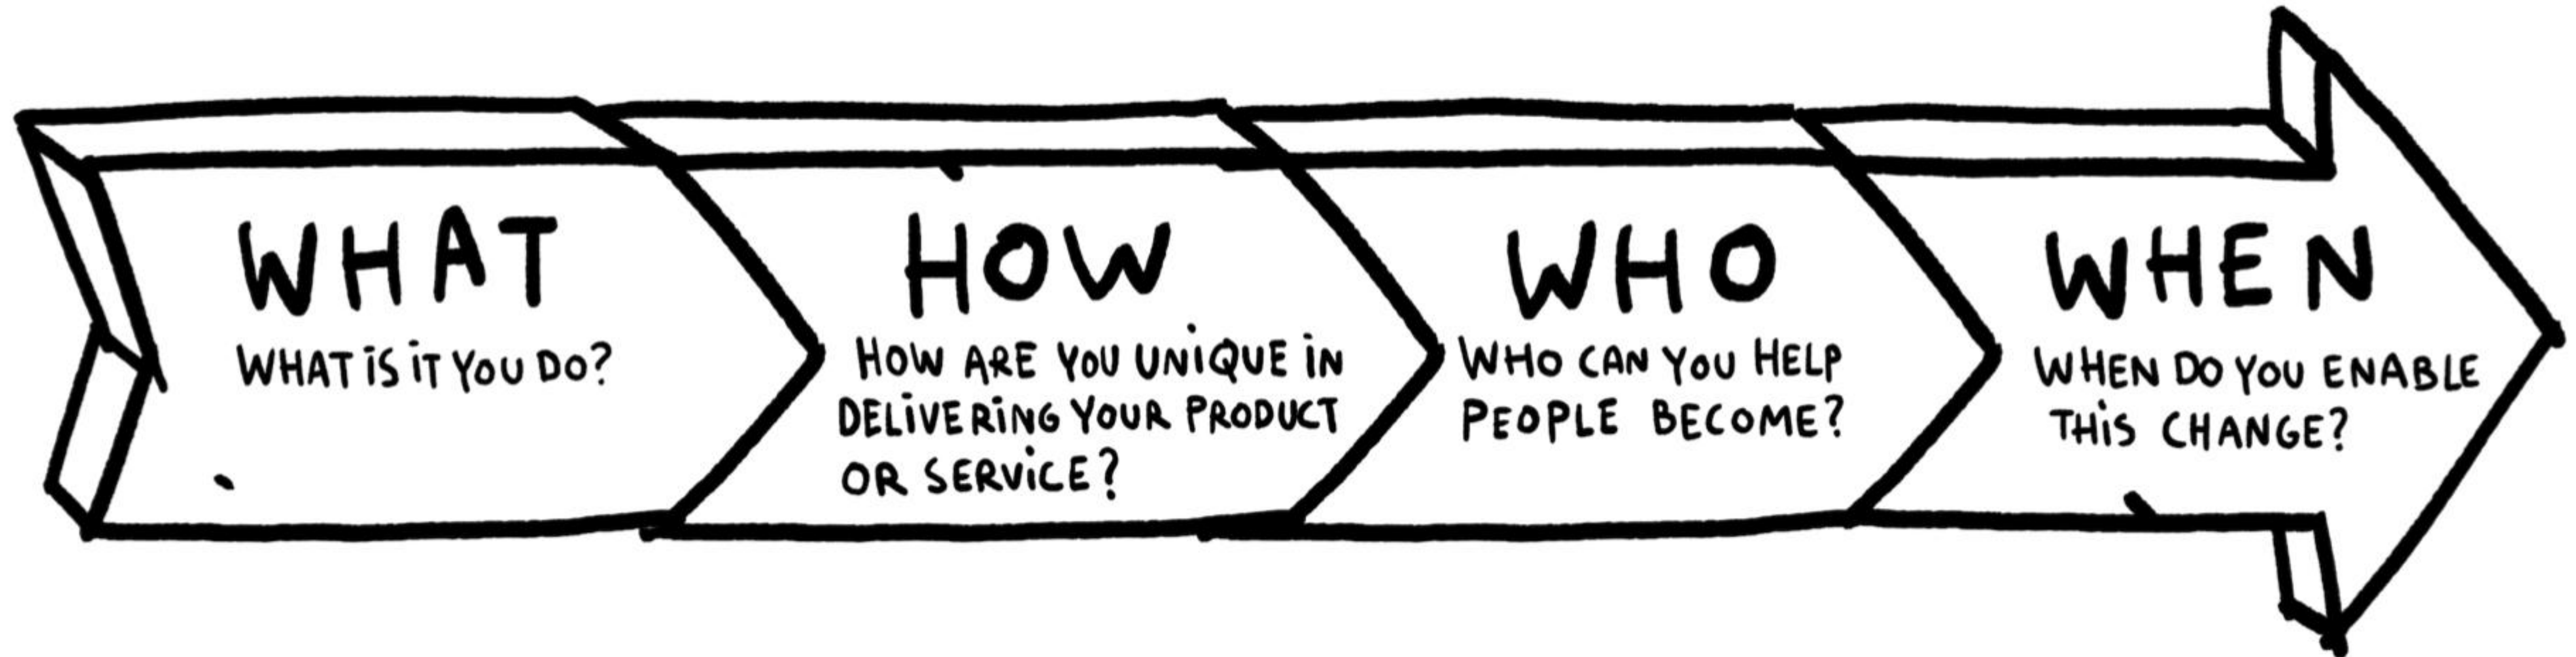 WHAT
WHAT iS iT YOU DO?
HOW
HOW ARE YOU UNiQUE iN
DELiVERiNG YOUR PRODUCT
OR SERViCE?
WHO
WHO CAN YOU HELP
PEOPLE BECOME?
WHEN
WHEN DO YOU ENABLE
THiS CHANGE?